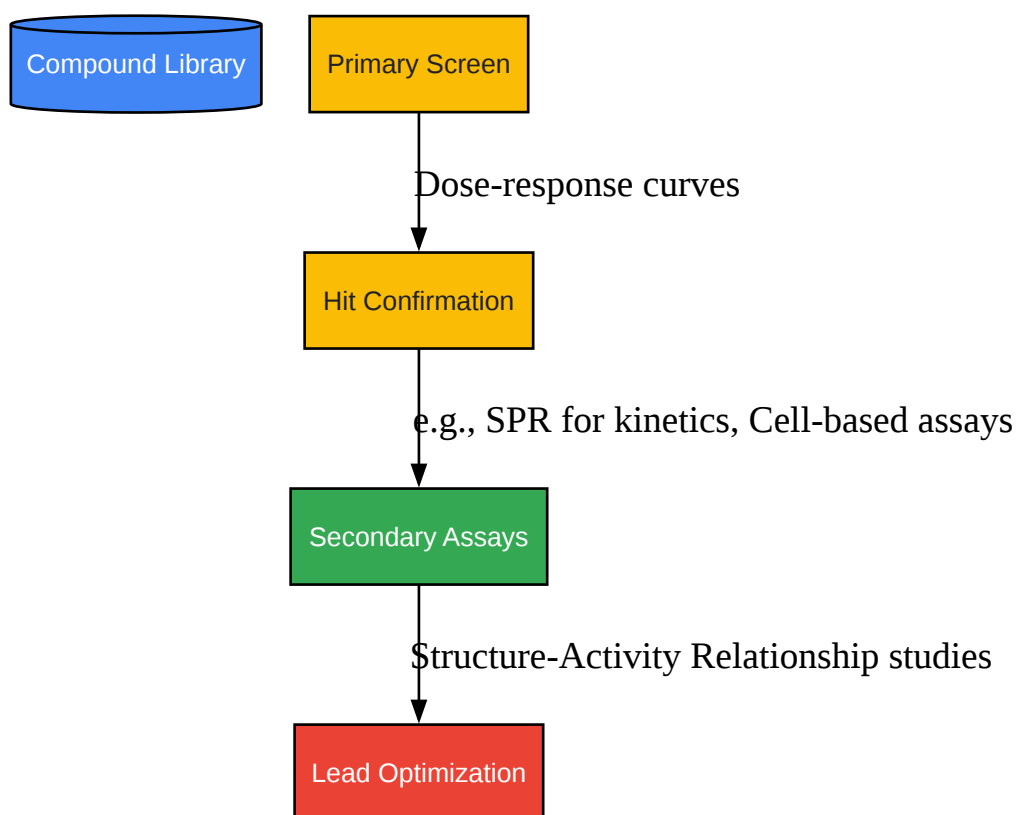 Compound Library
Primary Screen
Dose-response curves
Hit Confirmation
e.g., SPR for kinetics, Cell-based assays
Secondary Assays
Structure-Activity Relationship studies
Lead Optimization